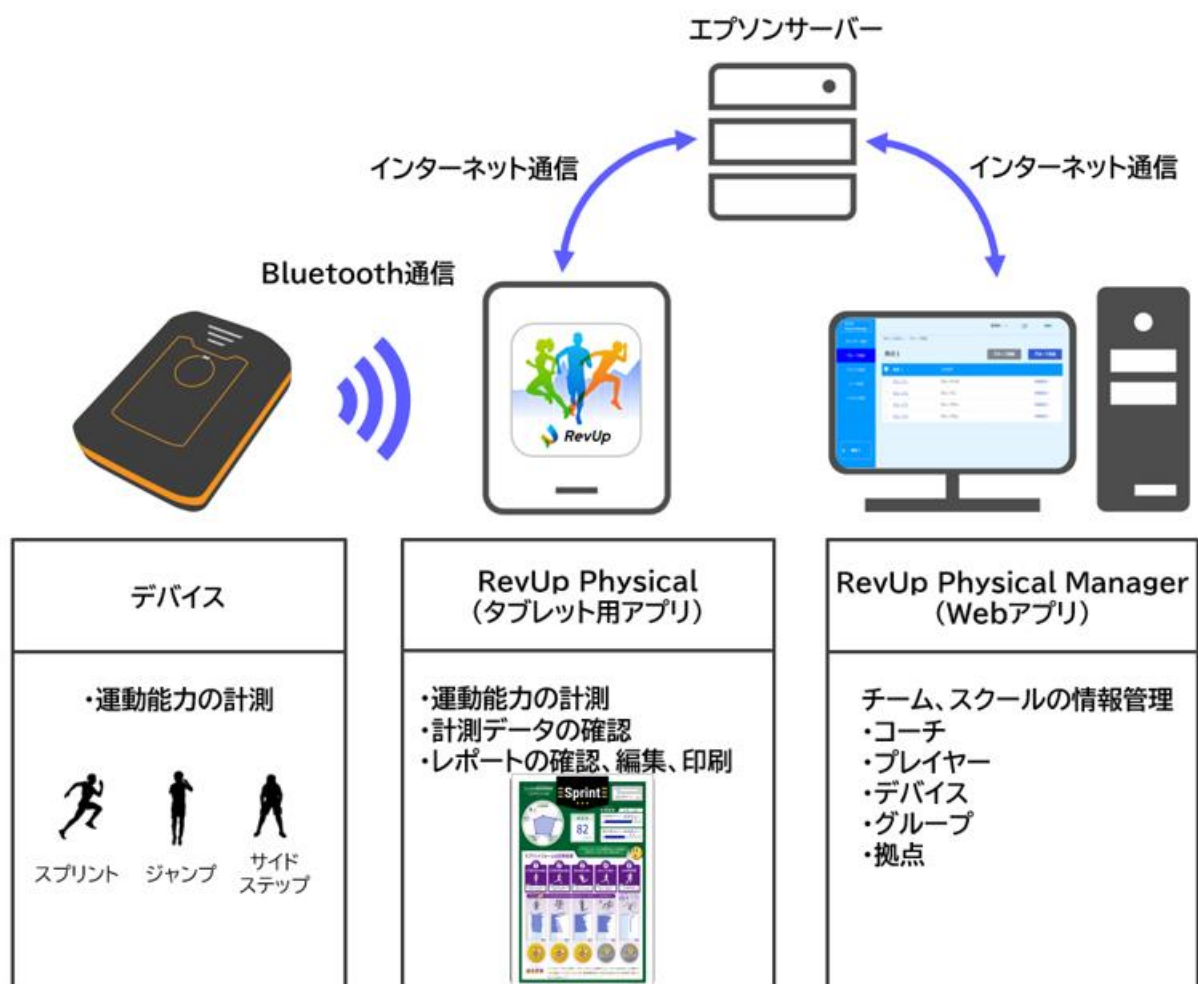 エプソンサーバー
インターネット通信
インターネット通信
Bluetooth通信
RevUp
デバイス
・運動能力の計測
スプリント
ジャンプ
サイド
ステップ
RevUp Physical
(タブレット用アプリ)
・運動能力の計測
・計測データの確認
・レポートの確認、編集、印刷
Sprint
82
RevUp Physical Manager
(Webアプリ)
チーム、スクールの情報管理
・コーチ
・プレイヤー
・デバイス
・グループ
・拠点